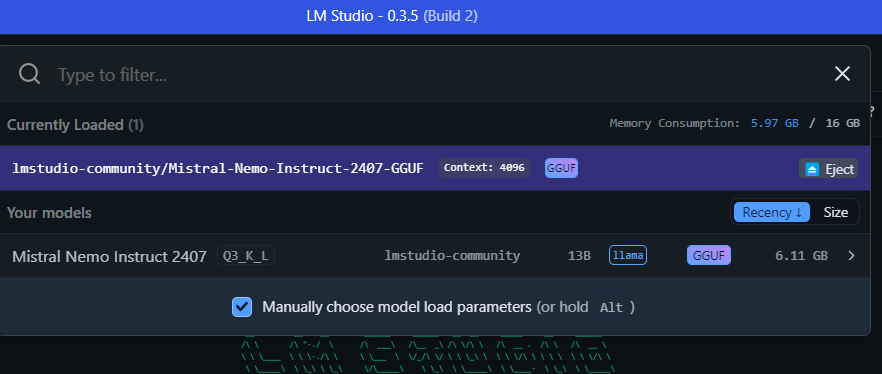 LM Studio - 0.3.5 (Build 2)
Type to filter...
Currently Loaded (1) Memory Consumption: 5.97 GB / 16 GB
lmstudio-community/Mistral-Nemo-Instruct-2407-GGUF Context: 4096 GGUF Eject
Your models Recency ↓ Size
Mistral Nemo Instruct 2407 Q3_K_L lmstudio-community 13B llama GGUF 6.11 GB
Manually choose model load parameters (or hold Alt )
?